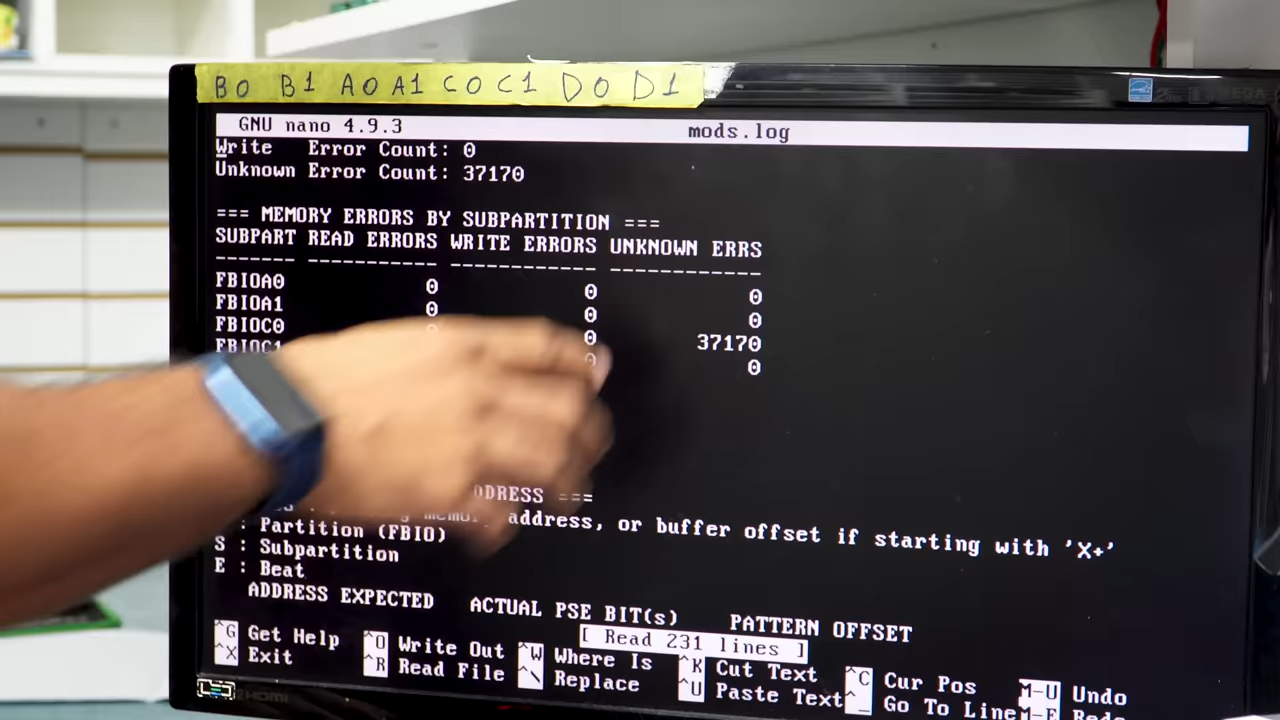 B0 B1 A0 A1 C0 C1 D0 D1
GNU nano 4.9.3 mods.log
Write Error Count: 0
Unknown Error Count: 37170
=== MEMORY ERRORS BY SUBPARTITION ===
SUBPART READ ERRORS WRITE ERRORS UNKNOWN ERRS
------- ------------ ------------ ------------
FBIOA0 0 0 0
FBIOA1 0 0 0
FBIOC0 0 37170
FBIOC1 0 0
DDRESS ===
address, or buffer offset if starting with 'X+'
: Partition (FBIO)
S : Subpartition
E : Beat
ADDRESS EXPECTED ACTUAL PSE BIT(s) PATTERN OFFSET
[ Read 231 lines ]
^G Get Help ^O Write Out ^W Where Is ^K Cut Text ^C Cur Pos M-U Undo
^X Exit ^R Read File ^\ Replace ^U Paste Text ^_ Go To Line M-E Redo
HDMI